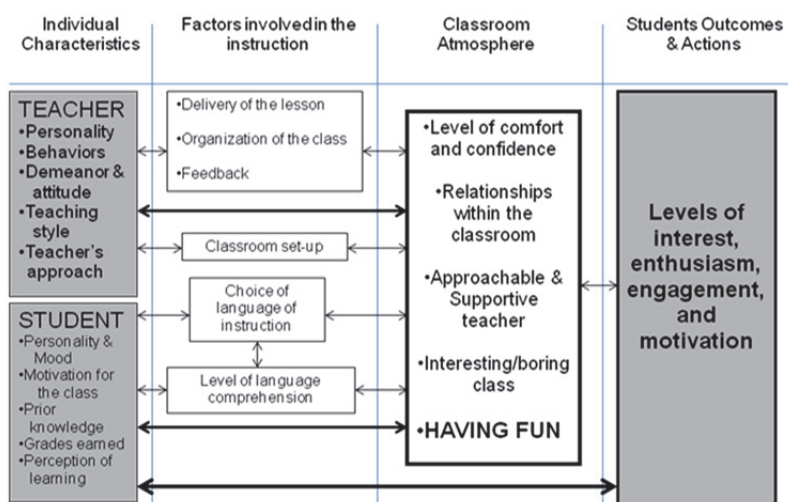 Individual
Characteristics
Factors involved in the
instruction
Classroom
Atmosphere
Students Outcomes
& Actions
TEACHER
•Personality
•Behaviors
•Demeanor &
attitude
•Teaching
style
•Teacher's
approach
STUDENT
•Personality &
Mood
•Motivation for
the class
•Prior
knowledge
•Grades earned
•Perception of
learning
•Delivery of the lesson
•Organization of the class
•Feedback
Classroom set-up
Choice of
language of
instruction
Level of language
comprehension
•Level of comfort
and confidence
•Relationships
within the
classroom
•Approachable &
Supportive
teacher
•Interesting/boring
class
•HAVING FUN
Levels of
interest,
enthusiasm,
engagement,
and
motivation